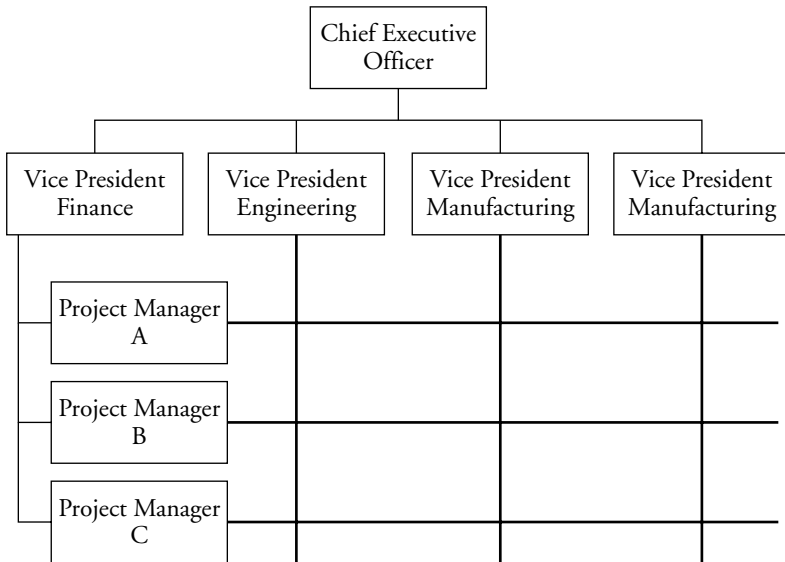 Chief Executive
Officer
Vice President
Finance
Vice President
Engineering
Vice President
Manufacturing
Vice President
Manufacturing
Project Manager
A
Project Manager
B
Project Manager
C